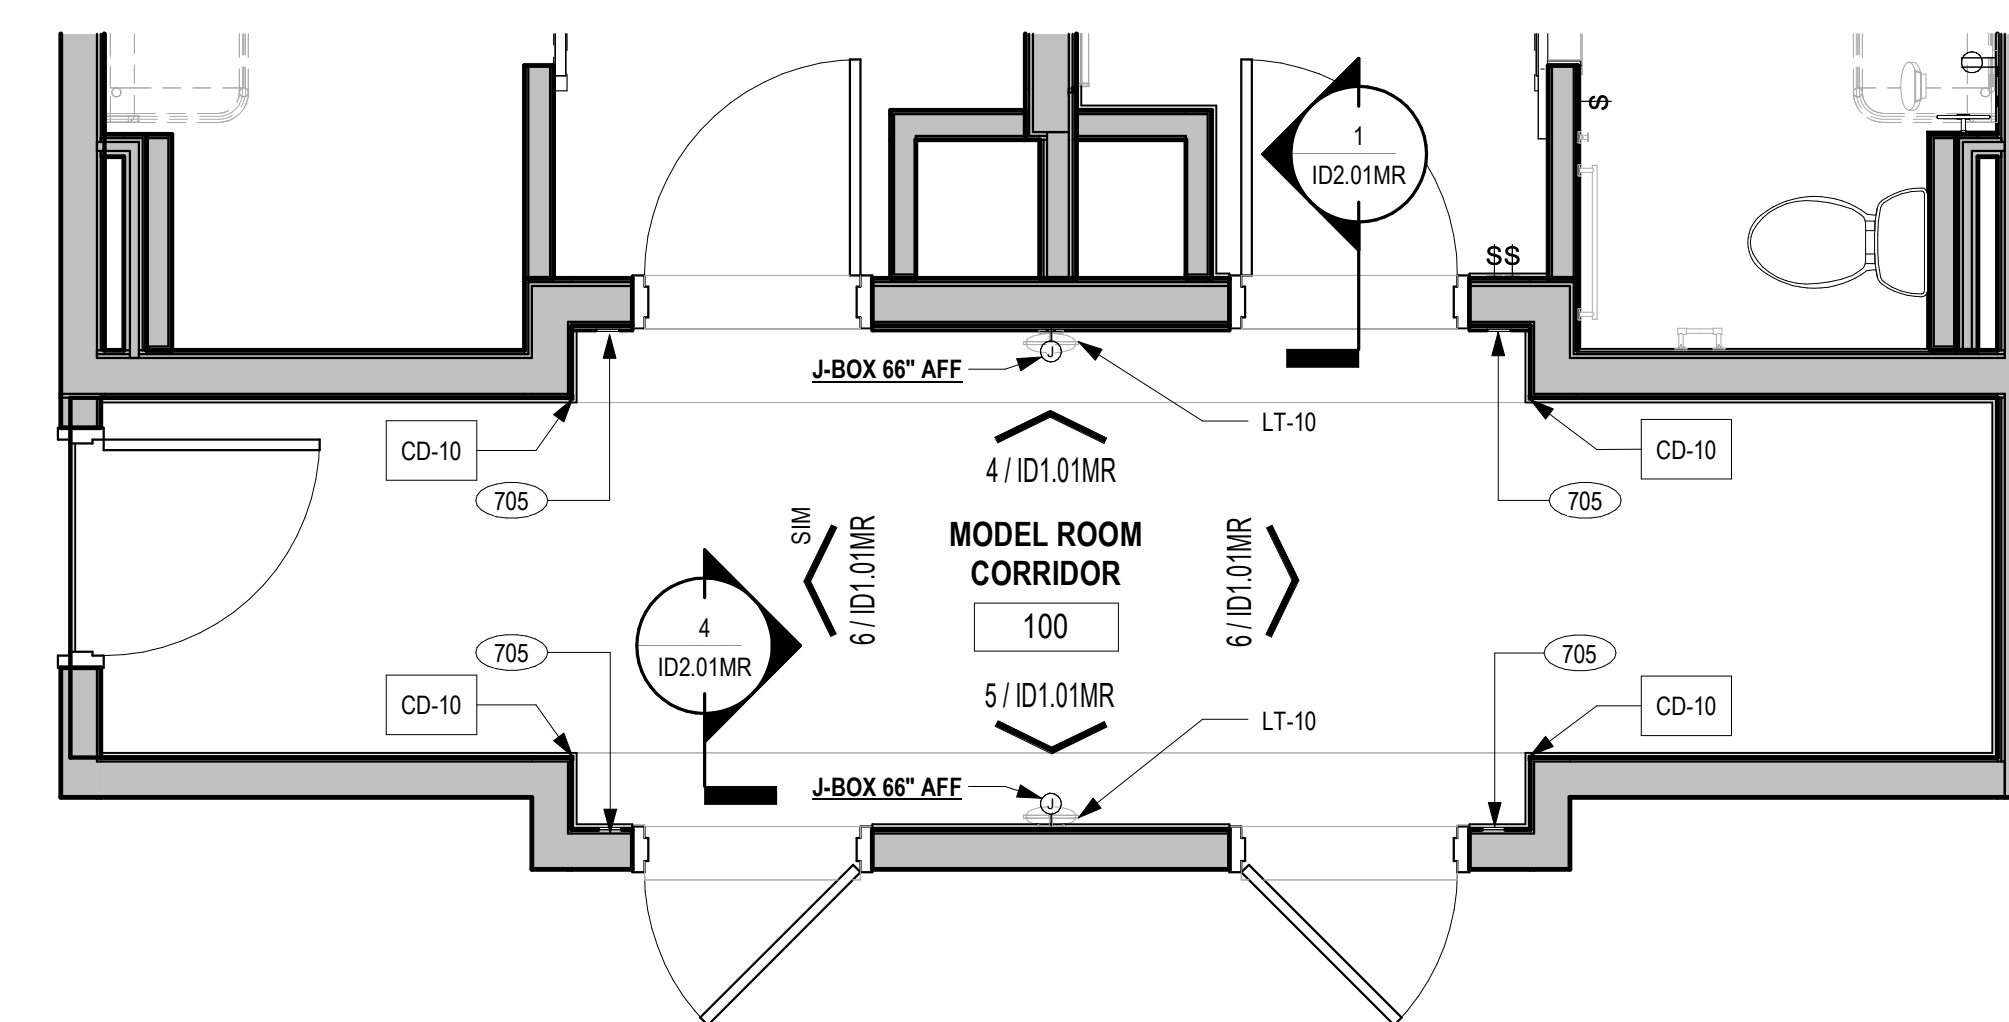 $
1
ID2.01MR
$$
J-BOX 66" AFF
J
LT-10
CD-10
4 / ID1.01MR
CD-10
705
705
SIM
6 / ID1.01MR
MODEL ROOM
CORRIDOR
100
6 / ID1.01MR
4
ID2.01MR
705
705
CD-10
5 / ID1.01MR
LT-10
CD-10
J-BOX 66" AFF
J